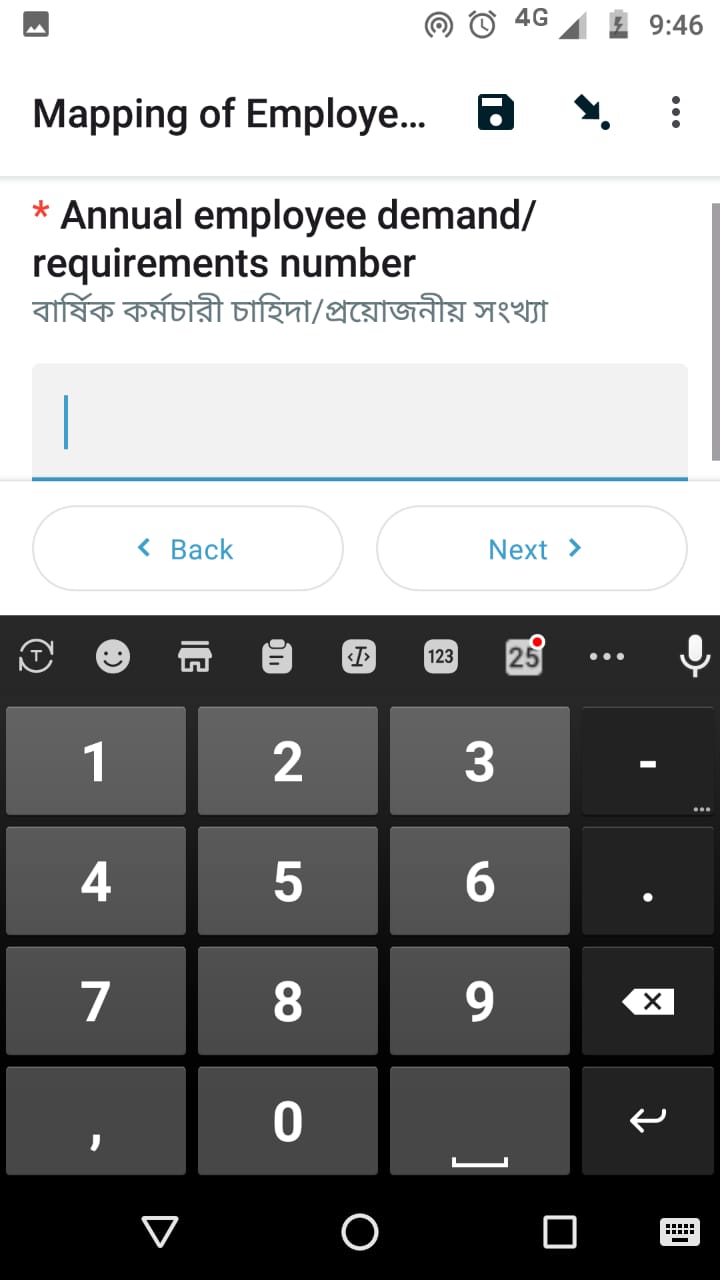 4G 9:46
Mapping of Employe...
* Annual employee demand/
requirements number
বার্ষিক কর্মচারী চাহিদা/প্রয়োজনীয় সংখ্যা
Back Next
T I 123 25
1 2 3 -
4 5 6 .
7 8 9
, 0